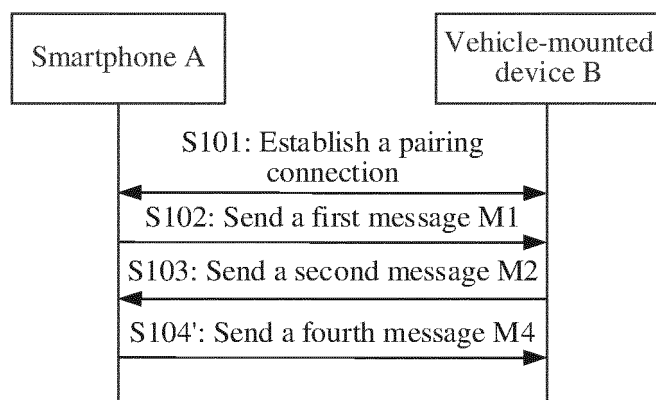 Smartphone A
Vehicle-mounted
device B
S101: Establish a pairing
connection
S102: Send a first message M1
S103: Send a second message M2
S104': Send a fourth message M4